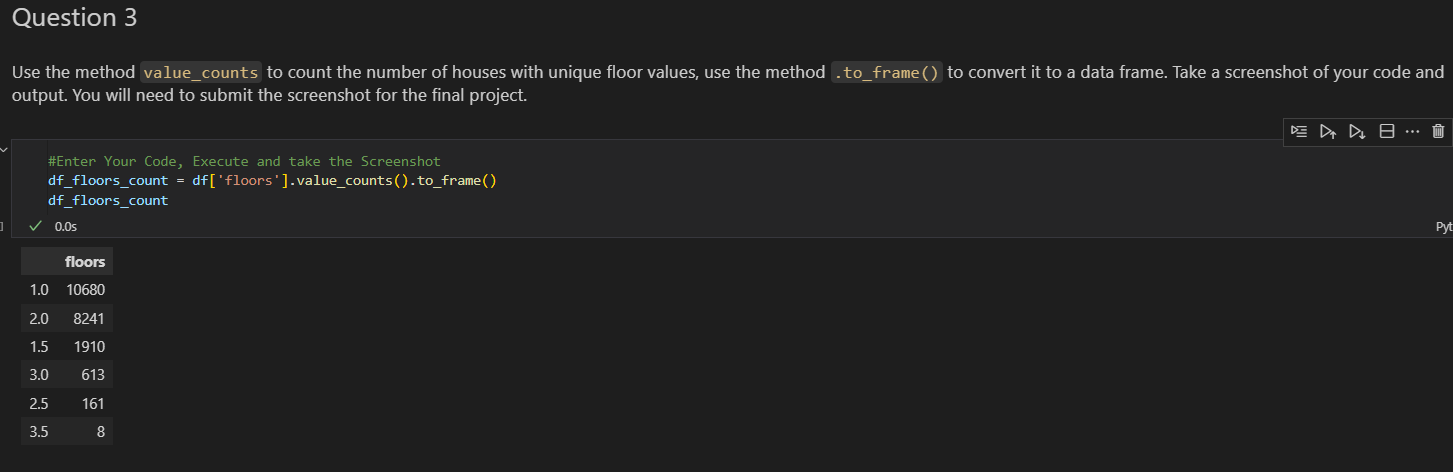 Question 3
Use the method value_counts to count the number of houses with unique floor values, use the method .to_frame() to convert it to a data frame. Take a screenshot of your code and
output. You will need to submit the screenshot for the final project.
#Enter Your Code, Execute and take the Screenshot
df_floors_count = df['floors'].value_counts().to_frame()
df_floors_count
] 0.0s Pyt
floors
1.0 10680
2.0 8241
1.5 1910
3.0 613
2.5 161
3.5 8